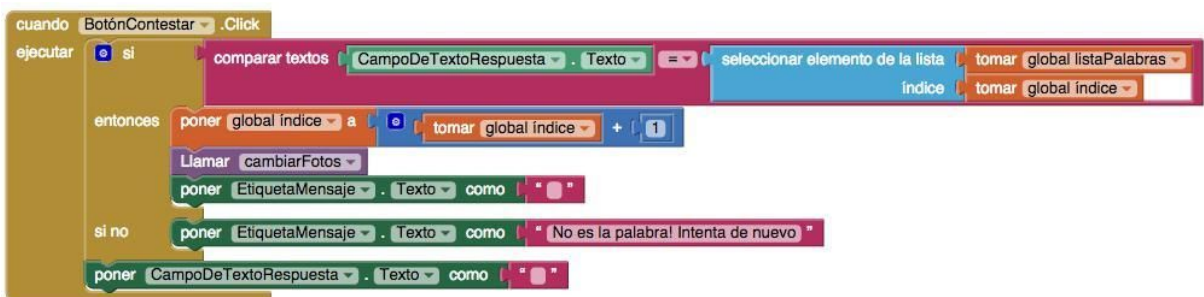 cuando BotónContestar .Click
ejecutar si comparar textos CampoDeTextoRespuesta . Texto = seleccionar elemento de la lista tomar global listaPalabras
índice tomar global índice
entonces poner global índice a tomar global índice + 1
Llamar cambiarFotos
poner EtiquetaMensaje . Texto como " "
si no poner EtiquetaMensaje . Texto como " No es la palabra! Intenta de nuevo "
poner CampoDeTextoRespuesta . Texto como " "